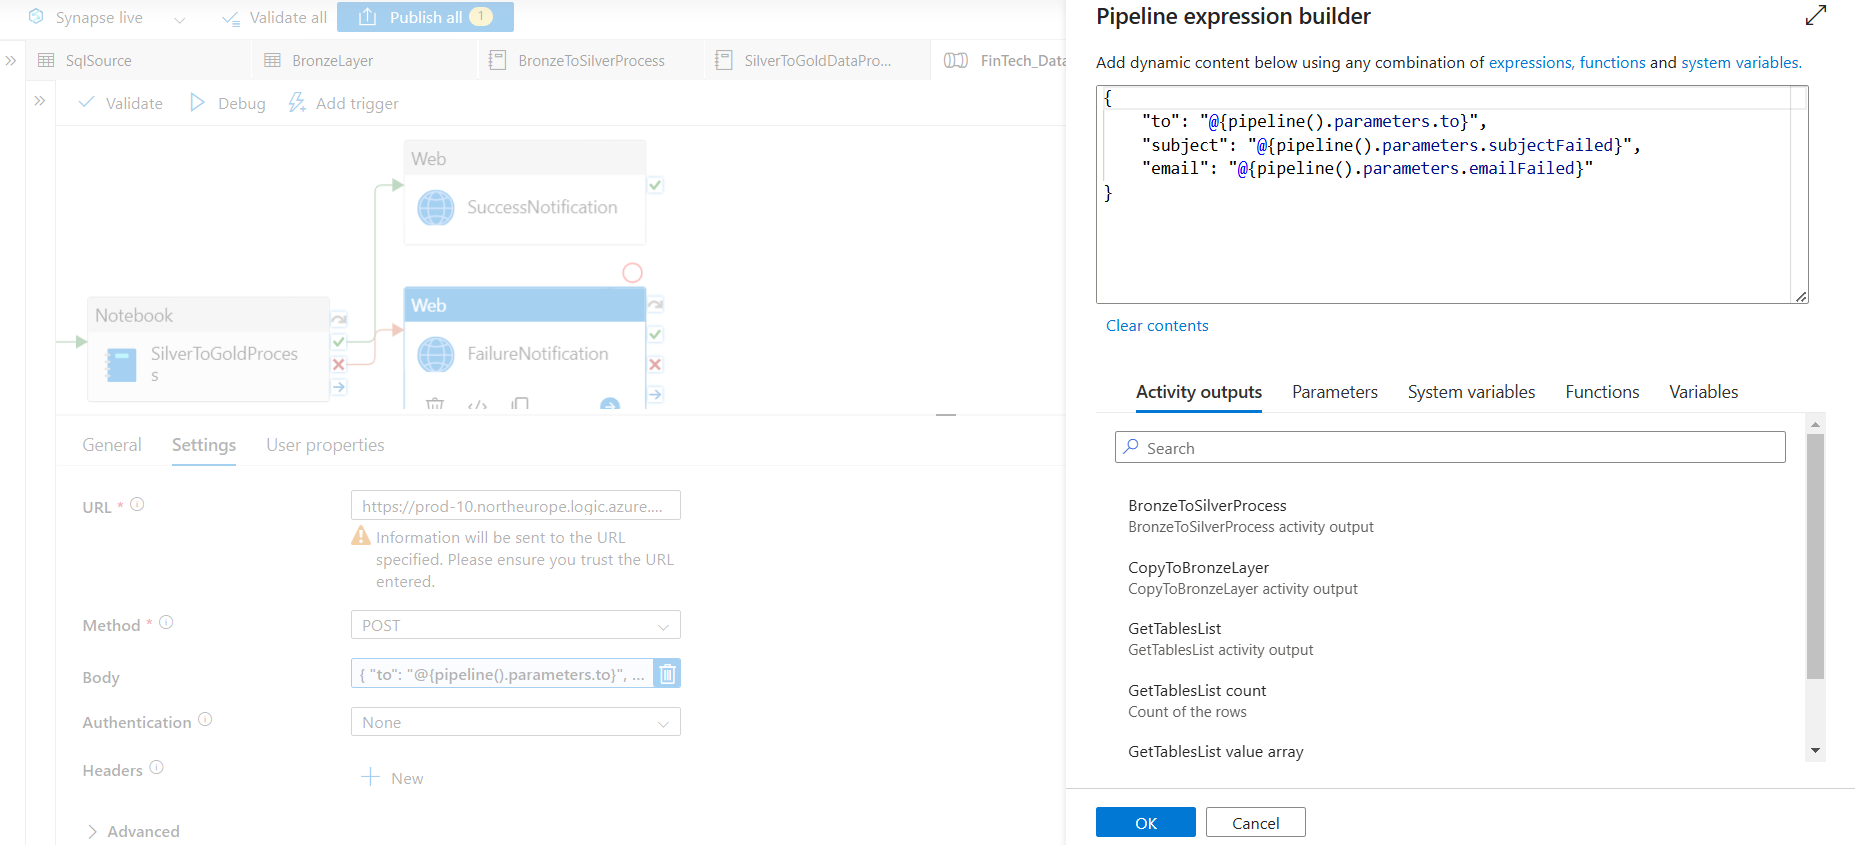 Synapse live
Validate all
Publish all 1
SqlSource
BronzeLayer
BronzeToSilverProcess
SilverToGoldDataPro...
FinTech_Data
Validate
Debug
Add trigger
Web
SuccessNotification
Notebook
SilverToGoldProces
s
Web
FailureNotification
General
Settings
User properties
URL *
https://prod-10.northeurope.logic.azure....
Information will be sent to the URL
specified. Please ensure you trust the URL
entered.
Method *
POST
Body
{ "to": "@{pipeline().parameters.to}", ...
Authentication
None
Headers
New
Advanced
Pipeline expression builder
Add dynamic content below using any combination of expressions, functions and system variables.
{
"to": "@{pipeline().parameters.to}",
"subject": "@{pipeline().parameters.subjectFailed}",
"email": "@{pipeline().parameters.emailFailed}"
}
Clear contents
Activity outputs
Parameters
System variables
Functions
Variables
Search
BronzeToSilverProcess
BronzeToSilverProcess activity output
CopyToBronzeLayer
CopyToBronzeLayer activity output
GetTablesList
GetTablesList activity output
GetTablesList count
Count of the rows
GetTablesList value array
OK
Cancel